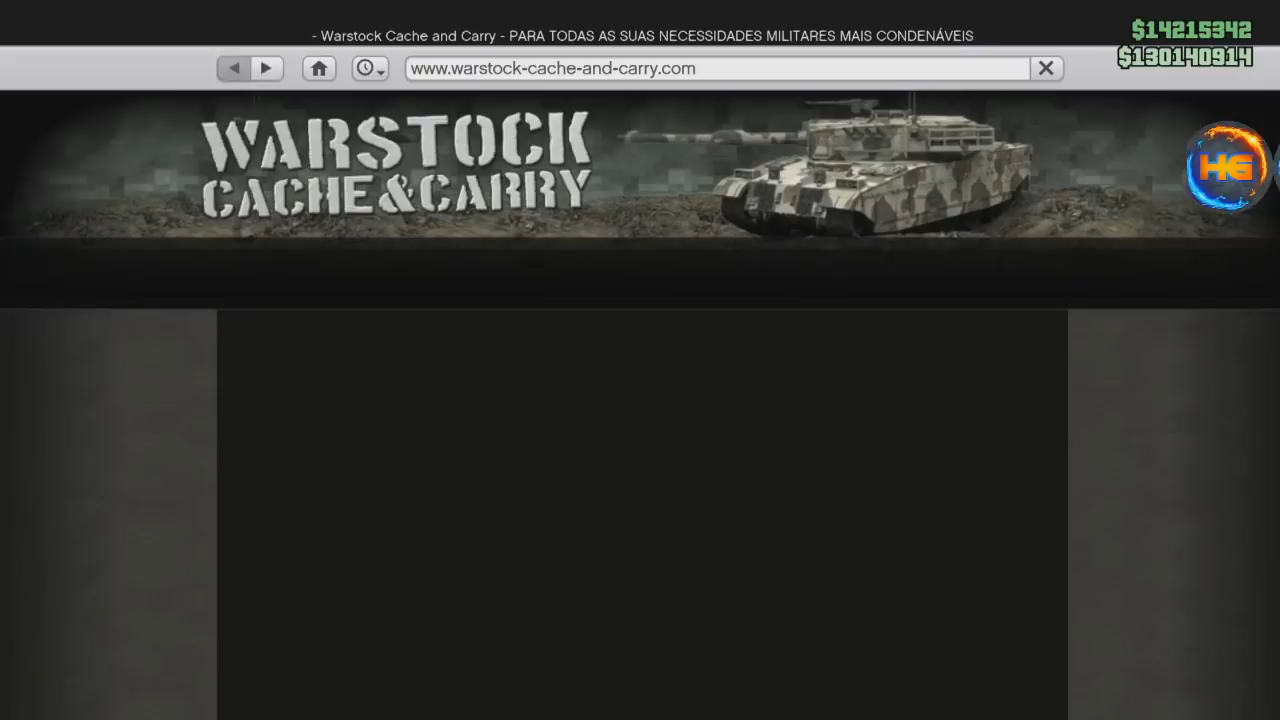 - Warstock Cache and Carry - PARA TODAS AS SUAS NECESSIDADES MILITARES MAIS CONDENÁVEIS
$14215342
$130140914
www.warstock-cache-and-carry.com
WARSTOCK
CACHE&CARRY
HG